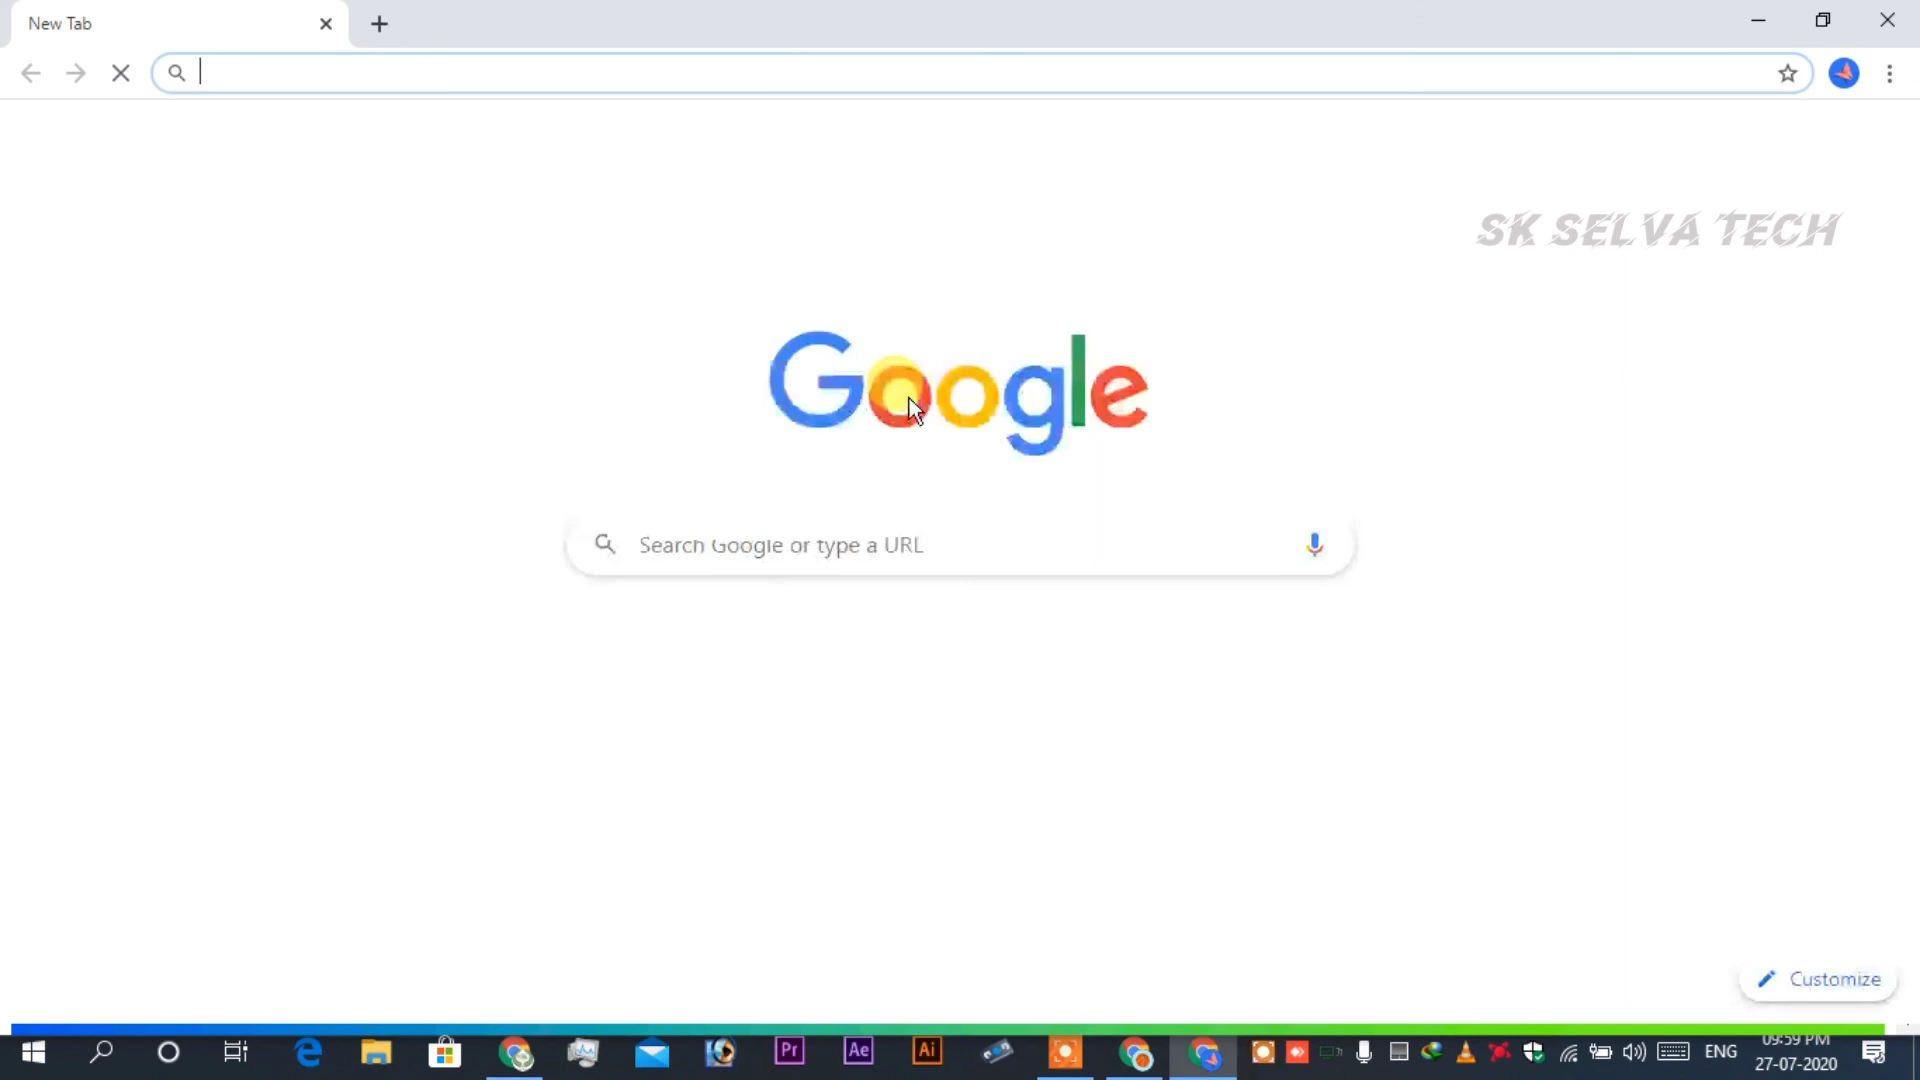 New Tab
SK SELVA TECH
Google
Search Google or type a URL
Customize
Pr
Ae
Ai
ENG
09:59 PM
27-07-2020